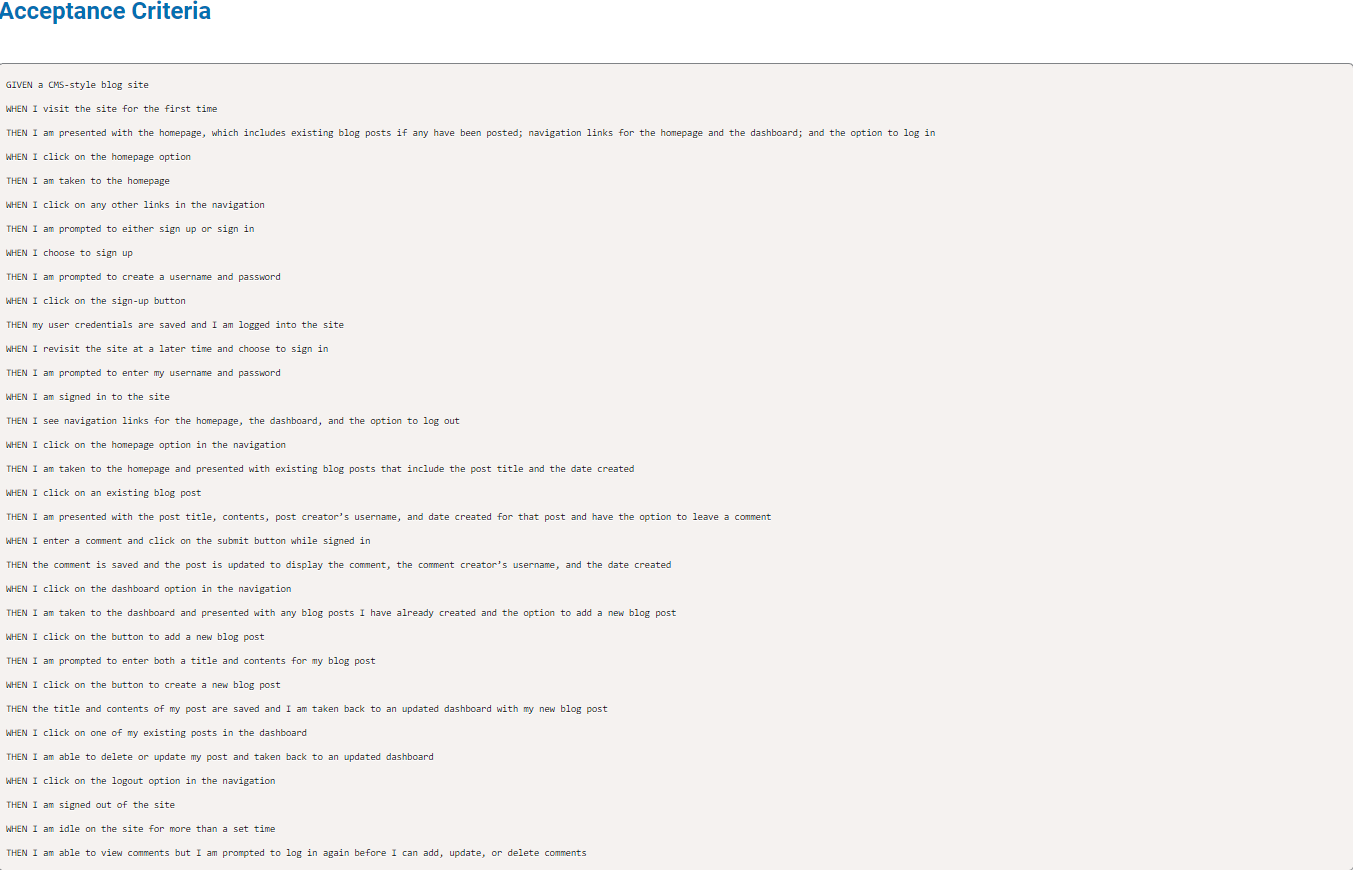 Acceptance Criteria
GIVEN a CMS-style blog site
WHEN I visit the site for the first time
THEN I am presented with the homepage, which includes existing blog posts if any have been posted; navigation links for the homepage and the dashboard; and the option to log in
WHEN I click on the homepage option
THEN I am taken to the homepage
WHEN I click on any other links in the navigation
THEN I am prompted to either sign up or sign in
WHEN I choose to sign up
THEN I am prompted to create a username and password
WHEN I click on the sign-up button
THEN my user credentials are saved and I am logged into the site
WHEN I revisit the site at a later time and choose to sign in
THEN I am prompted to enter my username and password
WHEN I am signed in to the site
THEN I see navigation links for the homepage, the dashboard, and the option to log out
WHEN I click on the homepage option in the navigation
THEN I am taken to the homepage and presented with existing blog posts that include the post title and the date created
WHEN I click on an existing blog post
THEN I am presented with the post title, contents, post creator’s username, and date created for that post and have the option to leave a comment
WHEN I enter a comment and click on the submit button while signed in
THEN the comment is saved and the post is updated to display the comment, the comment creator’s username, and the date created
WHEN I click on the dashboard option in the navigation
THEN I am taken to the dashboard and presented with any blog posts I have already created and the option to add a new blog post
WHEN I click on the button to add a new blog post
THEN I am prompted to enter both a title and contents for my blog post
WHEN I click on the button to create a new blog post
THEN the title and contents of my post are saved and I am taken back to an updated dashboard with my new blog post
WHEN I click on one of my existing posts in the dashboard
THEN I am able to delete or update my post and taken back to an updated dashboard
WHEN I click on the logout option in the navigation
THEN I am signed out of the site
WHEN I am idle on the site for more than a set time
THEN I am able to view comments but I am prompted to log in again before I can add, update, or delete comments